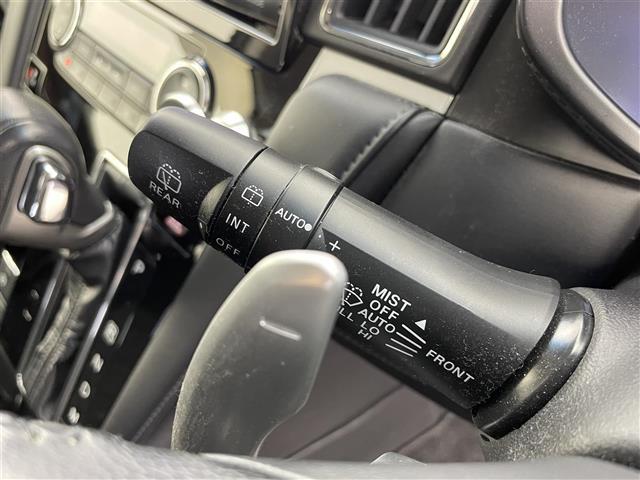 REAR
INT
OFF
AUTO
+
MIST
OFF
AUTO
LO
HI
FRONT
R
N
D